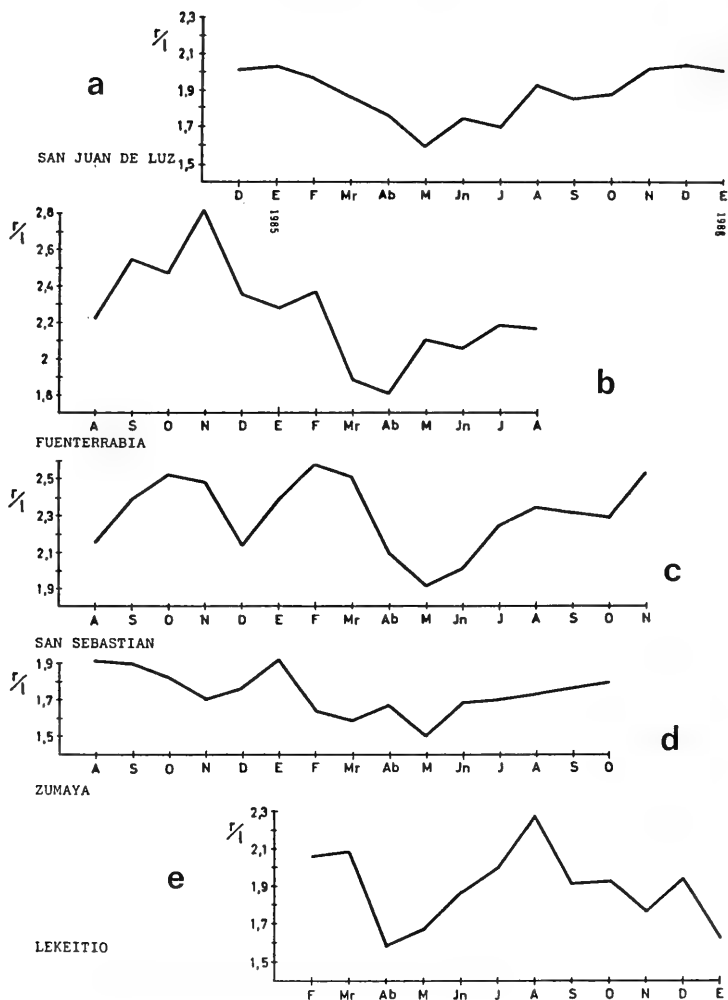 2,3
r/l
2,1
a
1,9
1,7
SAN JUAN DE LUZ
1,5
D E F Mr Ab M Jn J A S O N D E
1985
1986
2,8
r/l
2,6
2,4
2,2
2
b
1,8
A S O N D E F Mr Ab M Jn J A
FUENTERRABIA
2,5
r/l
2,3
2,1
c
1,9
A S O N D E F Mr Ab M Jn J A S O N
SAN SEBASTIAN
1,9
r/l
1,7
d
1,5
A S O N D E F Mr Ab M Jn J A S O
ZUMAYA
2,3
r/l
2,1
e
1,9
1,7
LEKEITIO
1,5
F Mr Ab M Jn J A S O N D E